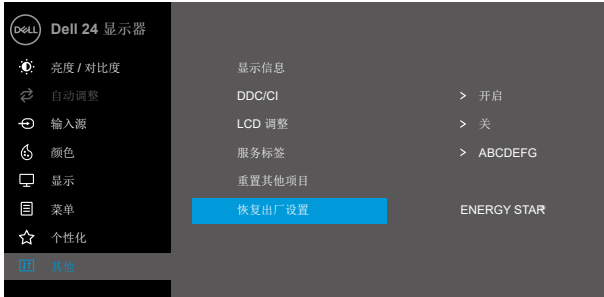 DELL Dell 24 显示器
亮度 / 对比度 显示信息
自动调整 DDC/CI > 开启
输入源 LCD 调整 > 关
颜色 服务标签 > ABCDEFG
显示 重置其他项目
菜单 恢复出厂设置 ENERGY STAR®
个性化
其他